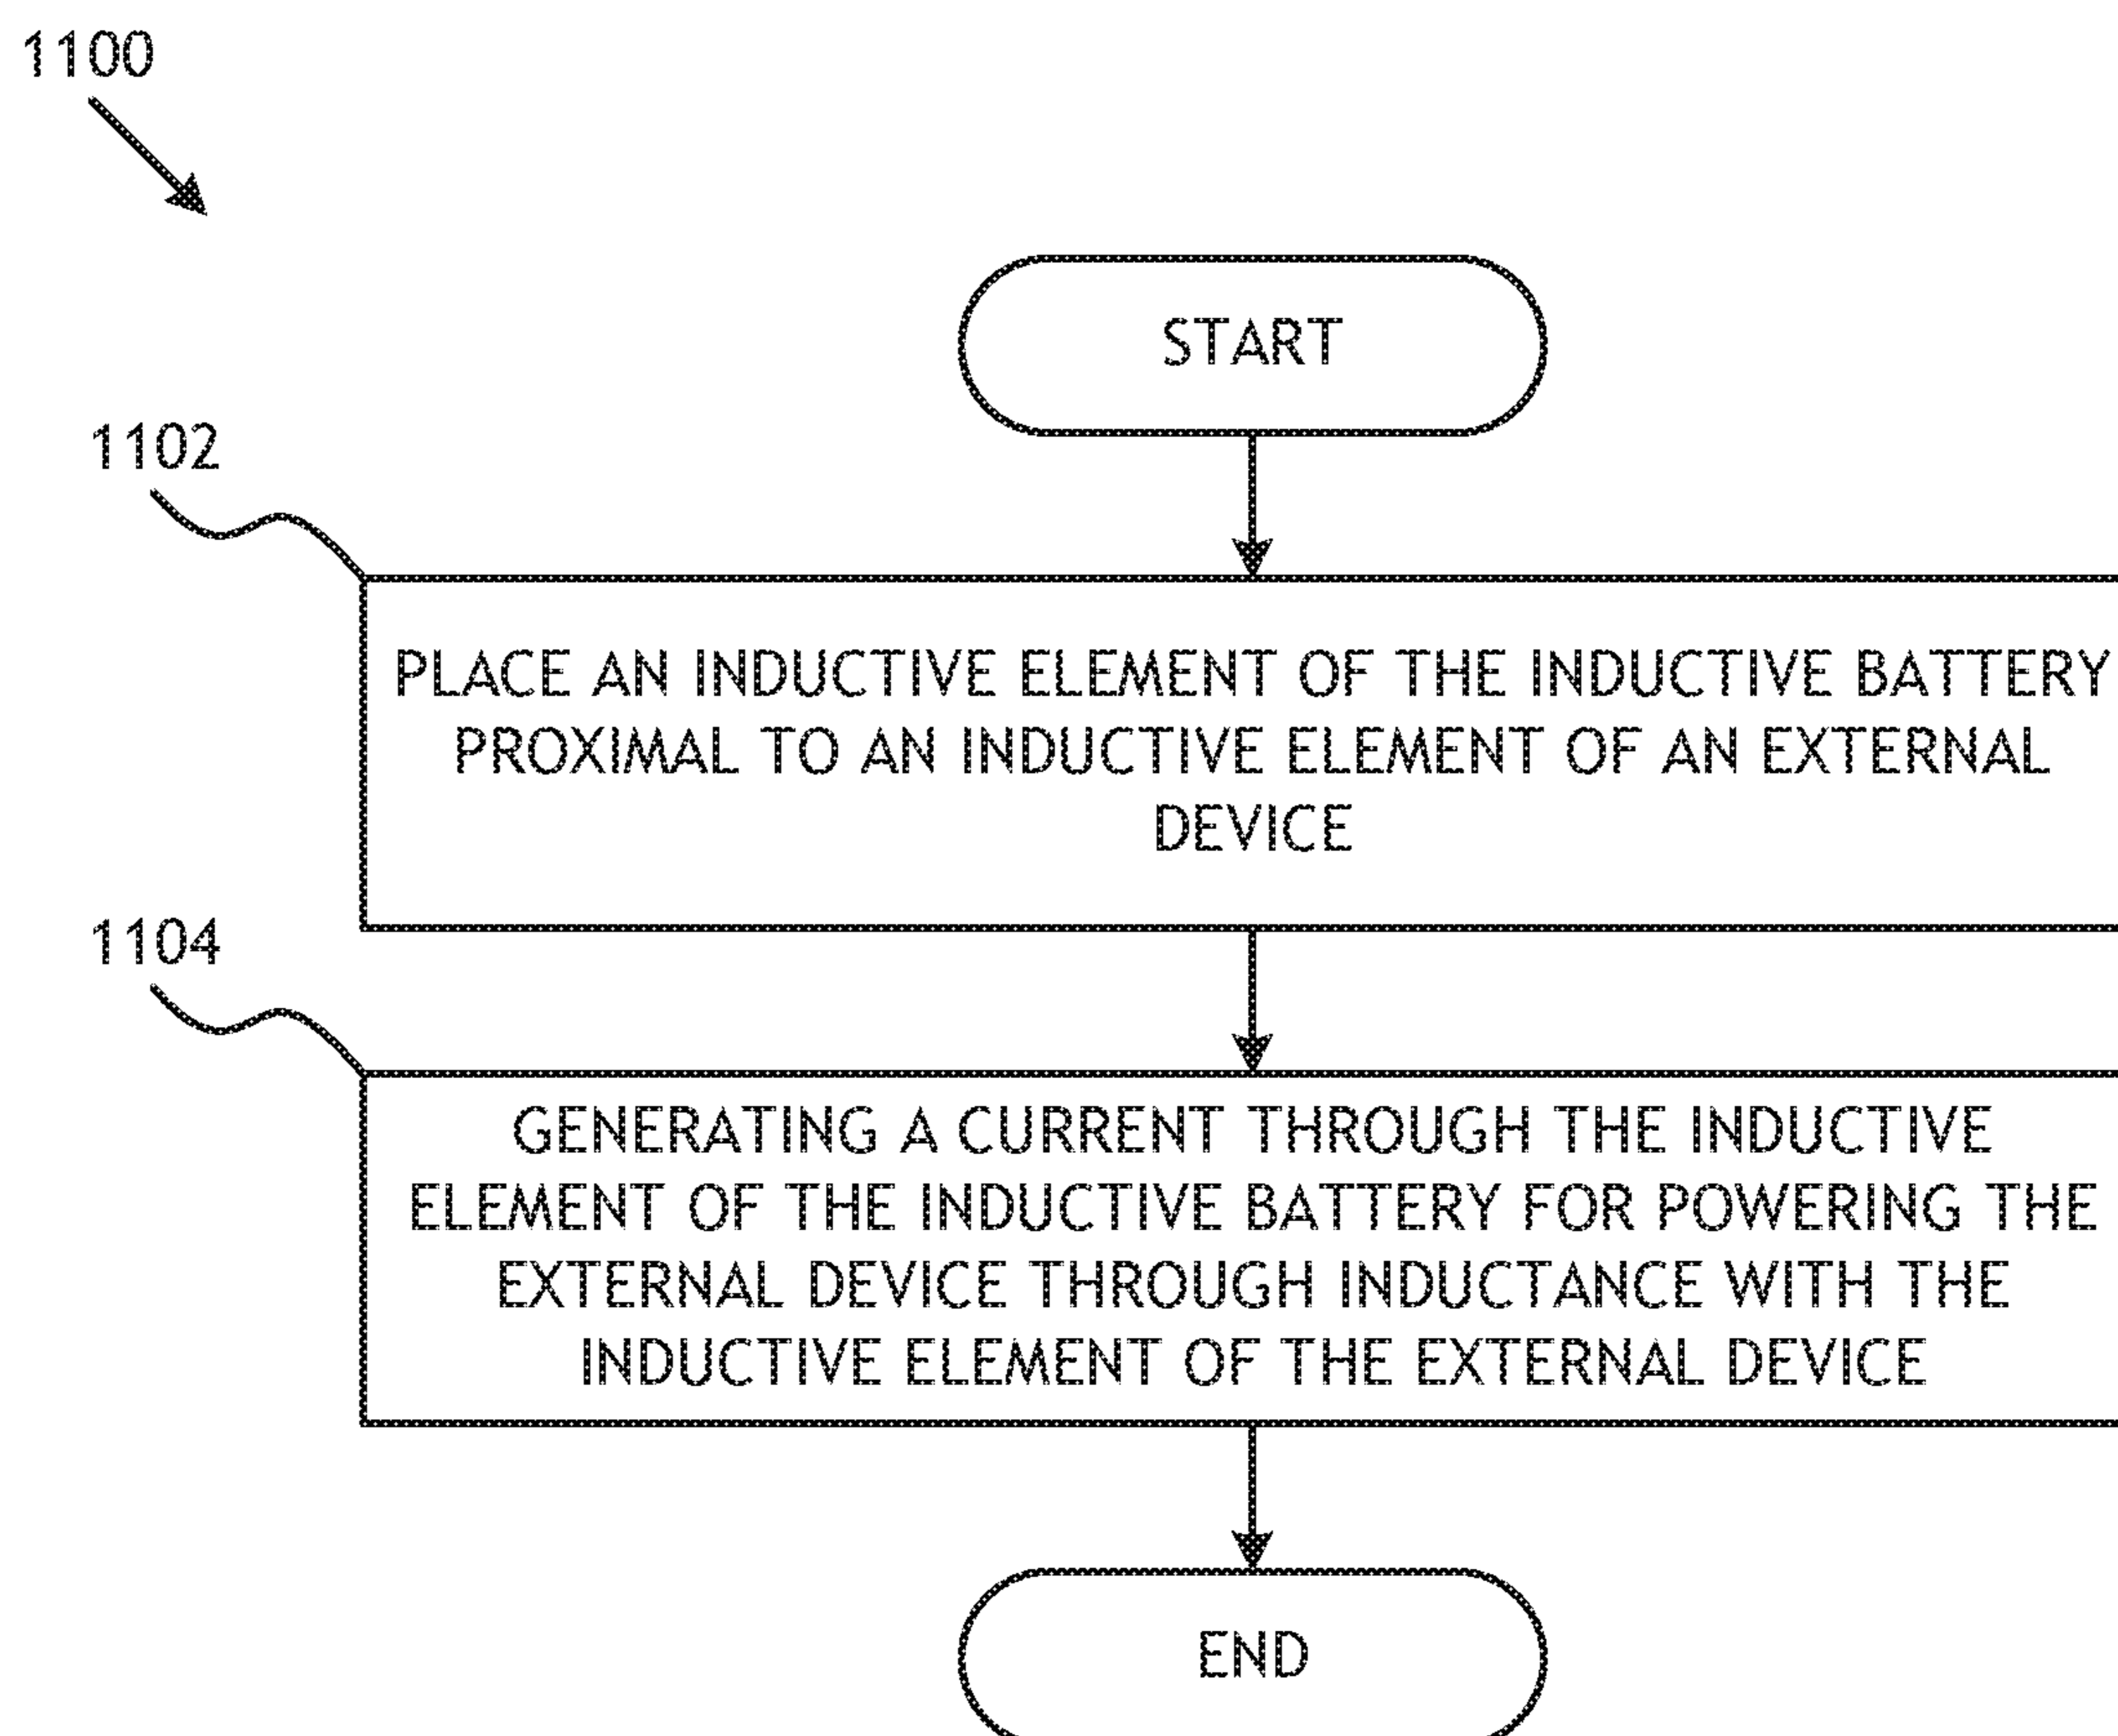 1100
START
1102
PLACE AN INDUCTIVE ELEMENT OF THE INDUCTIVE BATTERY
PROXIMAL TO AN INDUCTIVE ELEMENT OF AN EXTERNAL
DEVICE
1104
GENERATING A CURRENT THROUGH THE INDUCTIVE
ELEMENT OF THE INDUCTIVE BATTERY FOR POWERING THE
EXTERNAL DEVICE THROUGH INDUCTANCE WITH THE
INDUCTIVE ELEMENT OF THE EXTERNAL DEVICE
END